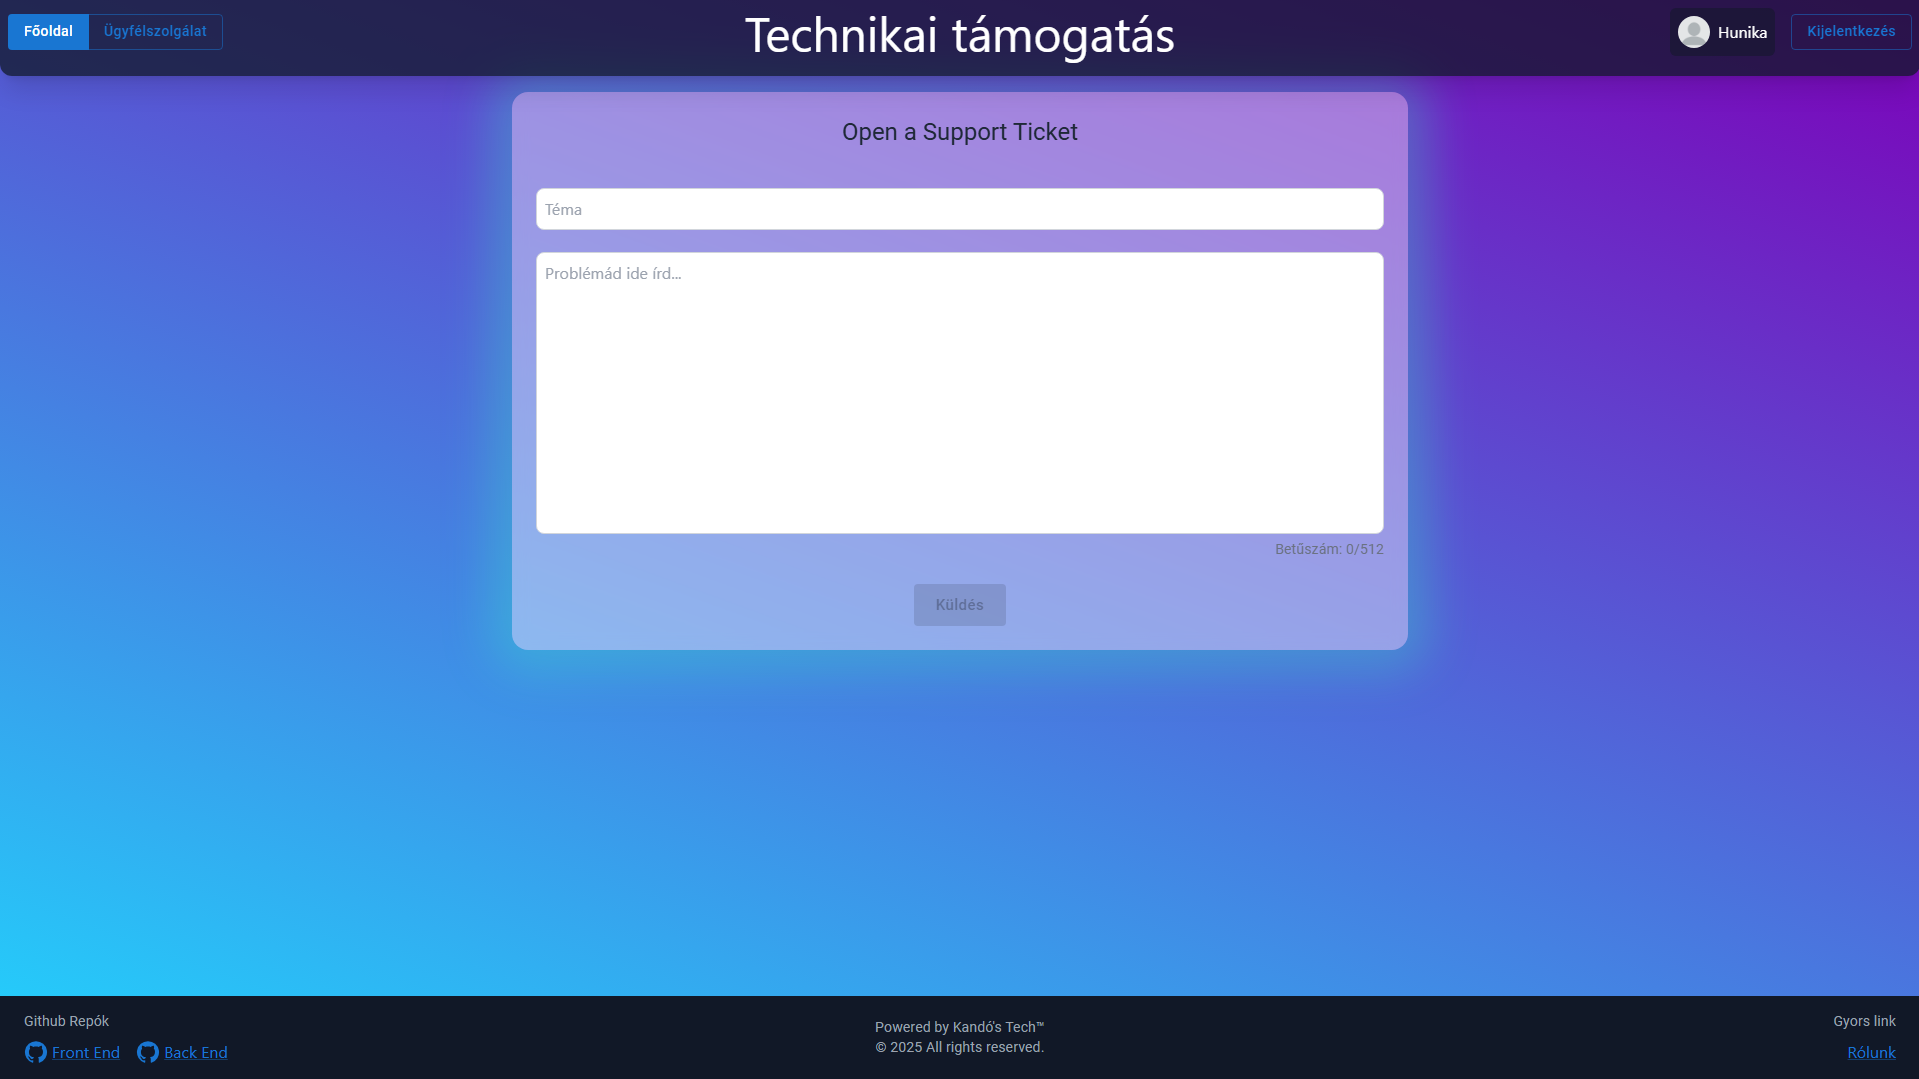 Főoldal
Ügyfélszolgálat
Technikai támogatás
Hunika
Kijelentkezés
Open a Support Ticket
Téma
Problémád ide írd...
Betűszám: 0/512
Küldés
Github Repók
Front End
Back End
Powered by Kandó's Tech™
© 2025 All rights reserved.
Gyors link
Rólunk